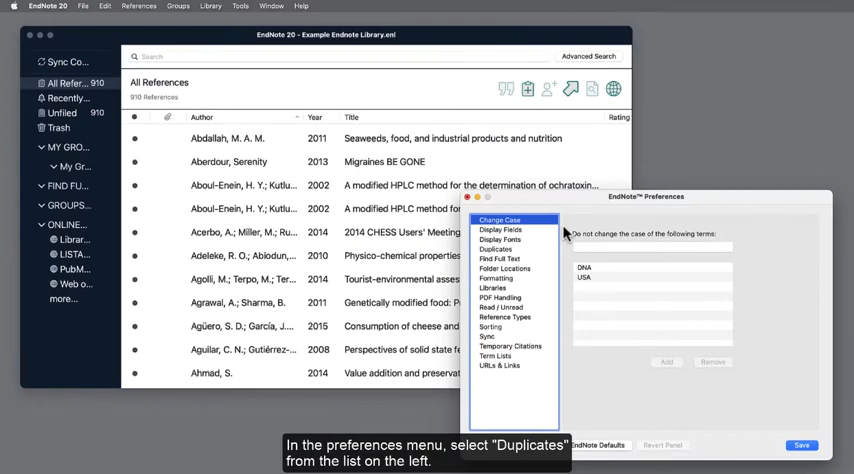 EndNote 20 File Edit References Groups Library Tools Window Help
EndNote 20 - Example Endnote Library.enl
Sync Co...
Search
Advanced Search
All Refer... 910
Recently...
Unfiled 910
Trash
MY GRO...
My Gr...
FIND FU...
GROUPS...
ONLINE...
Librar...
LISTA...
PubM...
Web o...
more...
All References
910 References
Author Year Title Rating
Abdallah, M. A. M. 2011 Seaweeds, food, and industrial products and nutrition
Aberdour, Serenity 2013 Migraines BE GONE
Aboul-Enein, H. Y.; Kutlu... 2002 A modified HPLC method for the determination of ochratoxin...
Aboul-Enein, H. Y.; Kutlu... 2002 A modified HPLC method for
Acerbo, A.; Miller, M.; Ru... 2014 2014 CHESS Users' Meeting
Adeleke, R. O.; Abiodun,... 2010 Physico-chemical properties
Agolli, M.; Terpo, M.; Ter... 2014 Tourist-environmental asses
Agrawal, A.; Sharma, B. 2011 Genetically modified food: P
Agüero, S. D.; García, J.... 2015 Consumption of cheese and
Aguilar, C. N.; Gutiérrez-... 2008 Perspectives of solid state fe
Ahmad, S. 2014 Value addition and preservat
EndNote™ Preferences
Change Case
Display Fields
Display Fonts
Duplicates
Find Full Text
Folder Locations
Formatting
Libraries
PDF Handling
Read / Unread
Reference Types
Sorting
Sync
Temporary Citations
Term Lists
URLs & Links
Do not change the case of the following terms:
DNA
USA
Add Remove
EndNote Defaults Revert Panel Save
In the preferences menu, select "Duplicates"
from the list on the left.